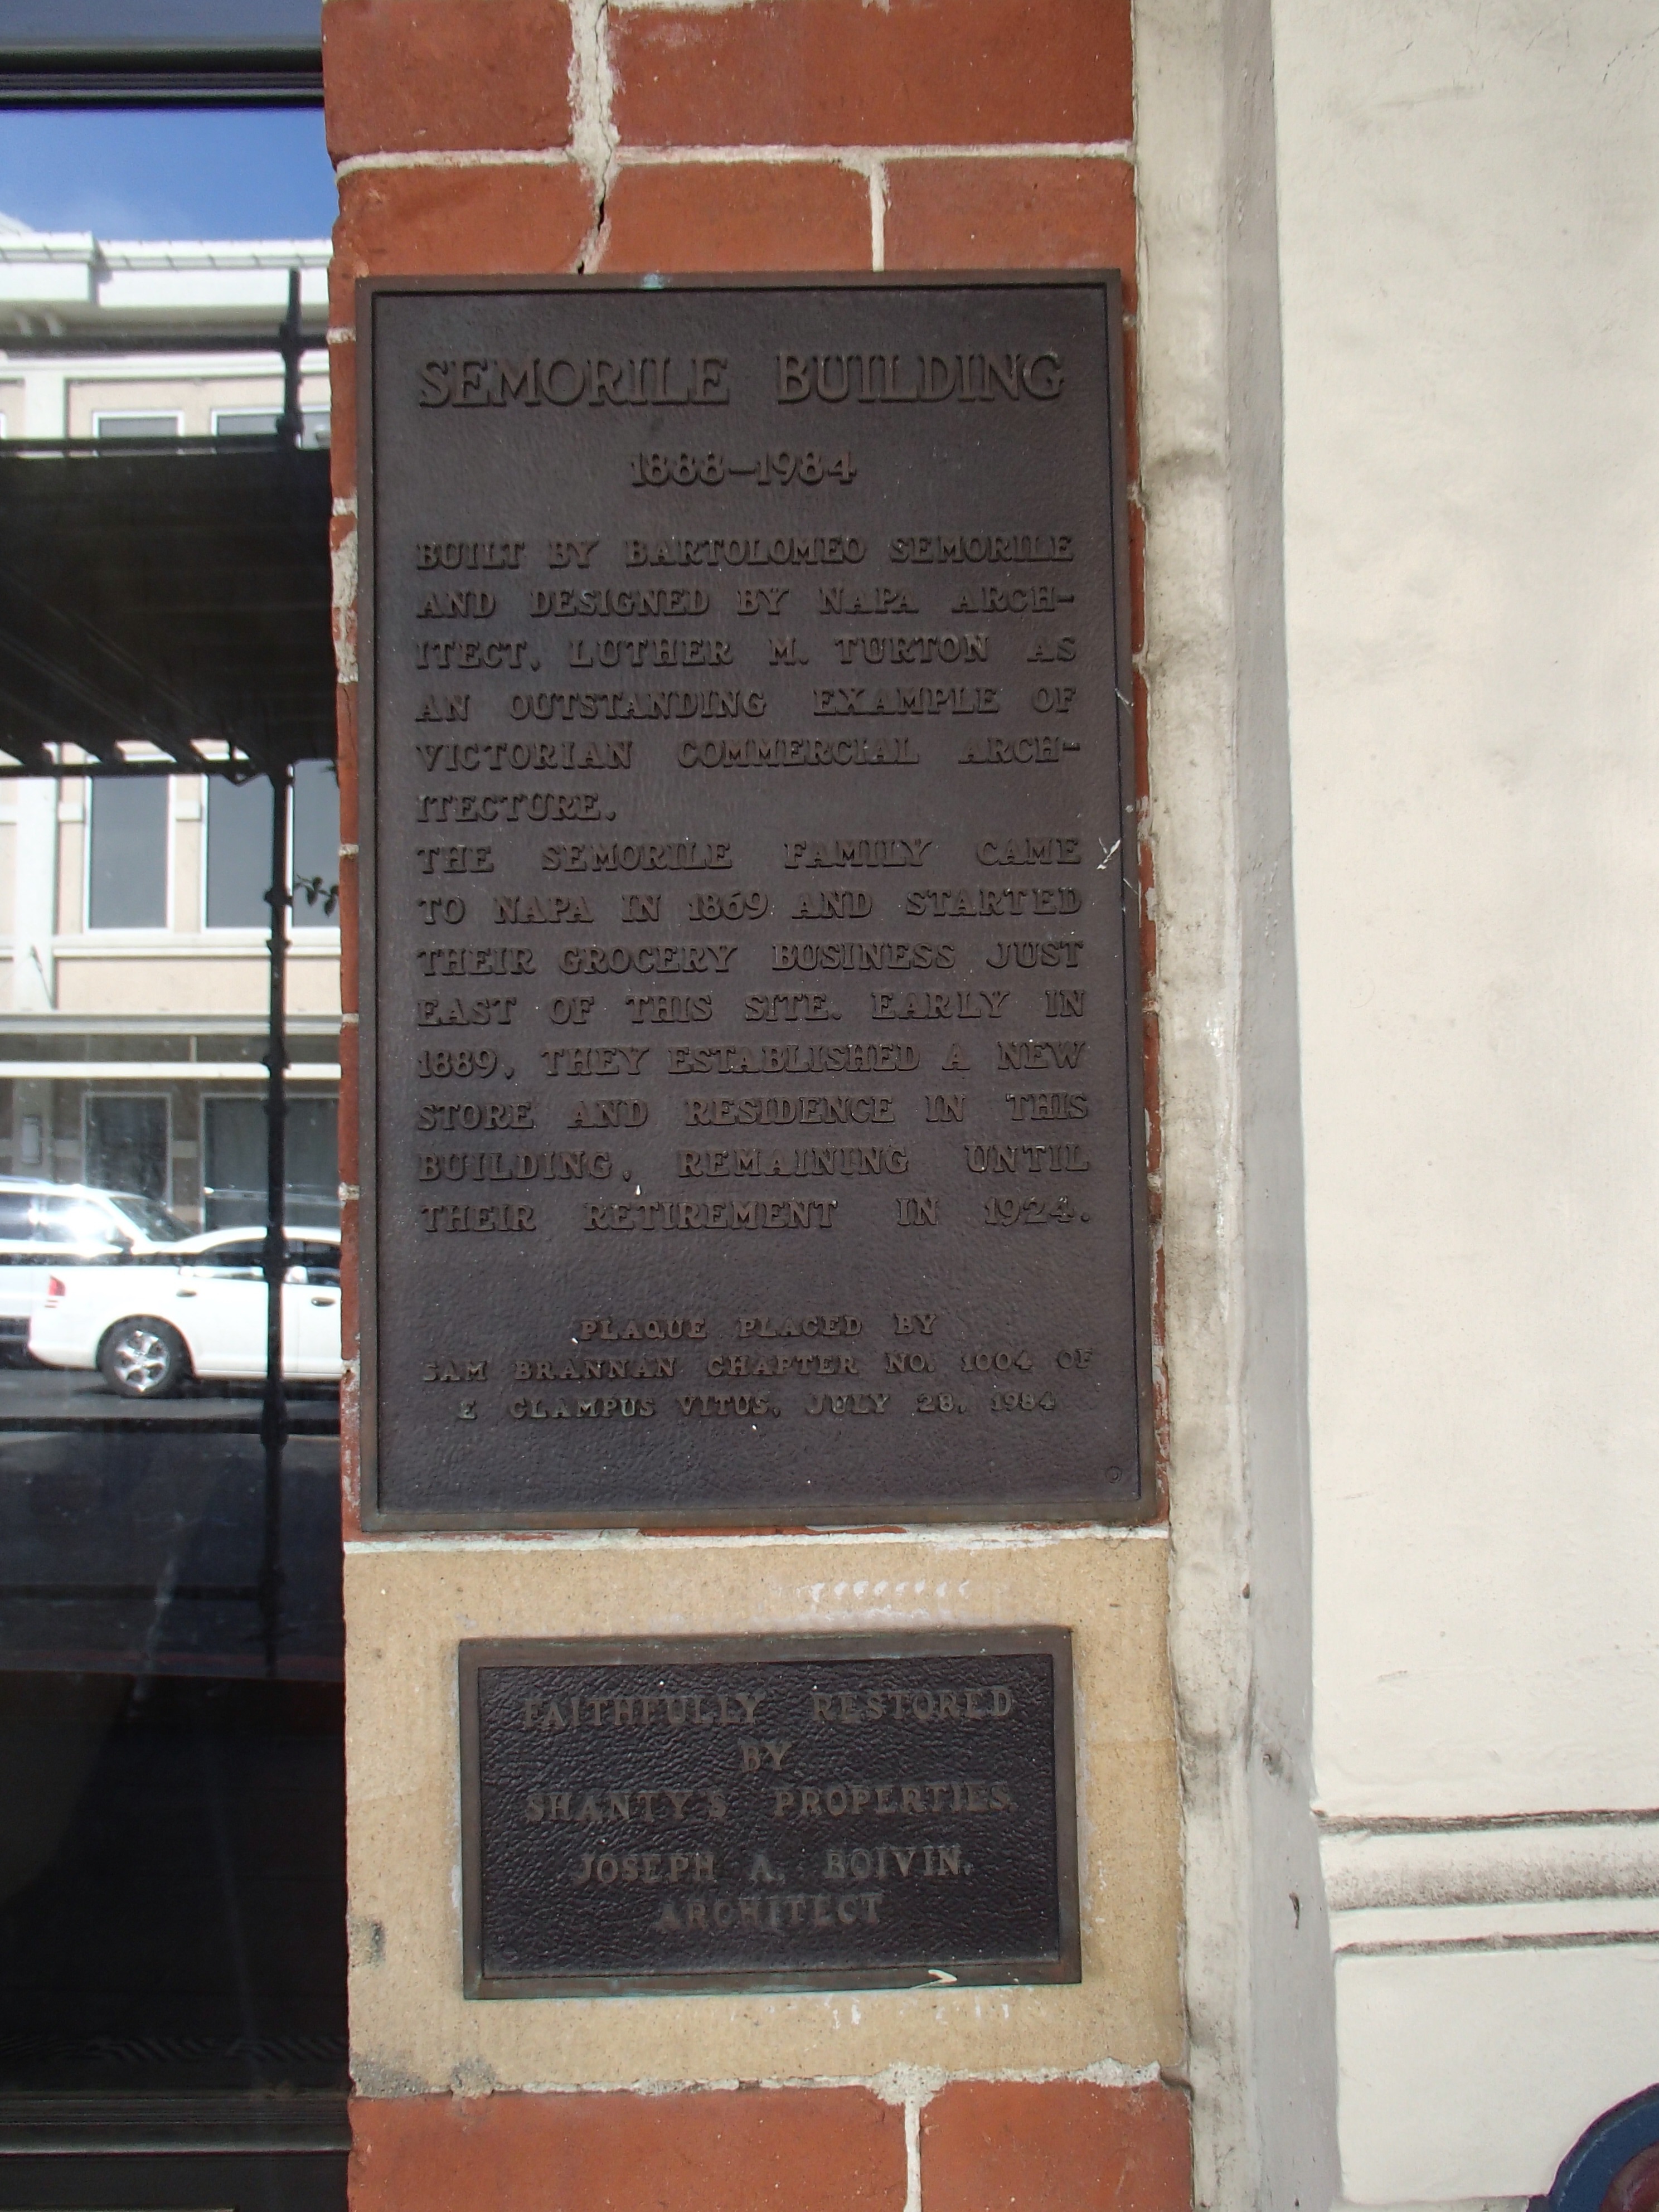 SEMORILE BUILDING
1888-1984
BUILT BY BARTOLOMEO SEMORILE
AND DESIGNED BY NAPA ARCH-
ITECT, LUTHER M. TURTON AS
AN OUTSTANDING EXAMPLE OF
VICTORIAN COMMERCIAL ARCH-
ITECTURE.
THE SEMORILE FAMILY CAME
TO NAPA IN 1869 AND STARTED
THEIR GROCERY BUSINESS JUST
EAST OF THIS SITE. EARLY IN
1889, THEY ESTABLISHED A NEW
STORE AND RESIDENCE IN THIS
BUILDING, REMAINING UNTIL
THEIR RETIREMENT IN 1924.
PLAQUE PLACED BY
SAM BRANNAN CHAPTER NO. 1004 OF
E CLAMPUS VITUS, JULY 28, 1984
FAITHFULLY RESTORED
BY
SHANTY'S PROPERTIES.
JOSEPH A. BOIVIN,
ARCHITECT